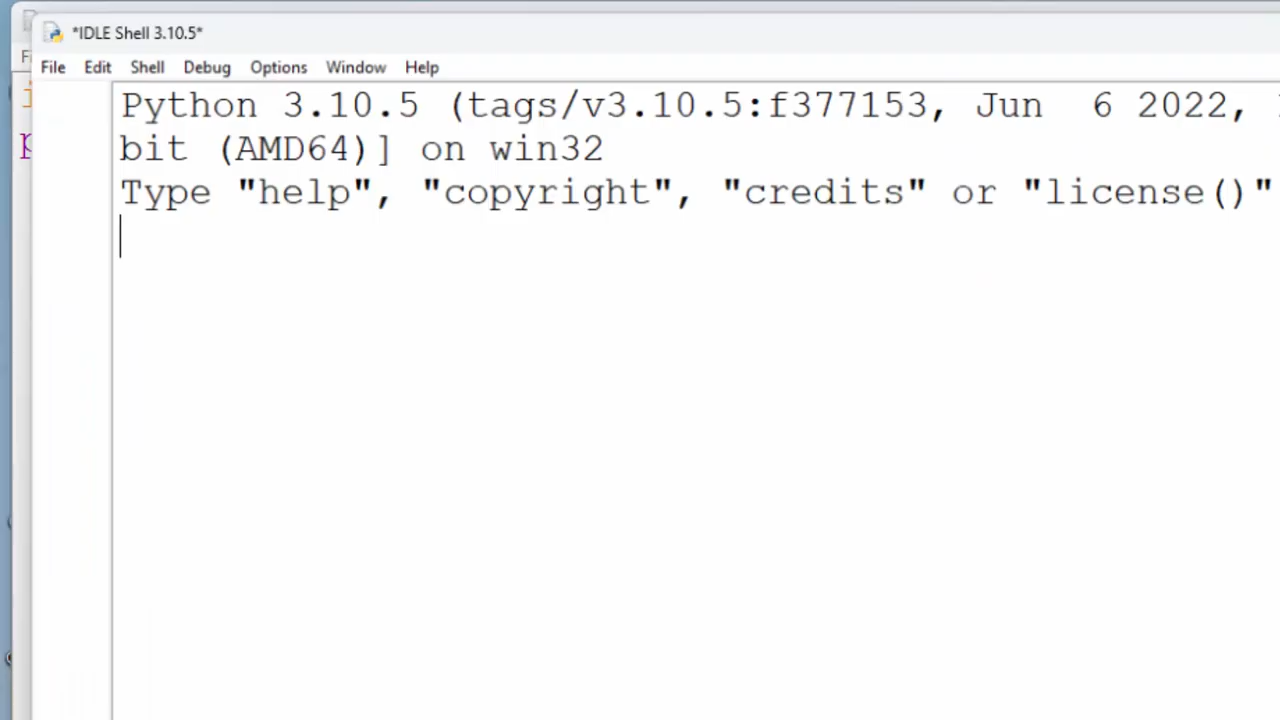 *IDLE Shell 3.10.5*
File Edit Shell Debug Options Window Help
Python 3.10.5 (tags/v3.10.5:f377153, Jun  6 2022,
bit (AMD64)] on win32
Type "help", "copyright", "credits" or "license()"